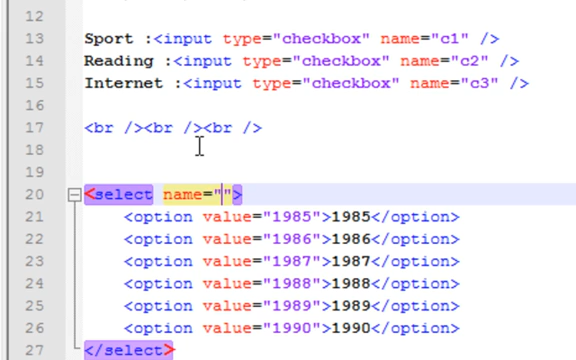 12
13 Sport :<input type="checkbox" name="c1" />
14 Reading :<input type="checkbox" name="c2" />
15 Internet :<input type="checkbox" name="c3" />
16
17 <br /><br /><br />
18
19
20 <select name="">
21 <option value="1985">1985</option>
22 <option value="1986">1986</option>
23 <option value="1987">1987</option>
24 <option value="1988">1988</option>
25 <option value="1989">1989</option>
26 <option value="1990">1990</option>
27 </select>